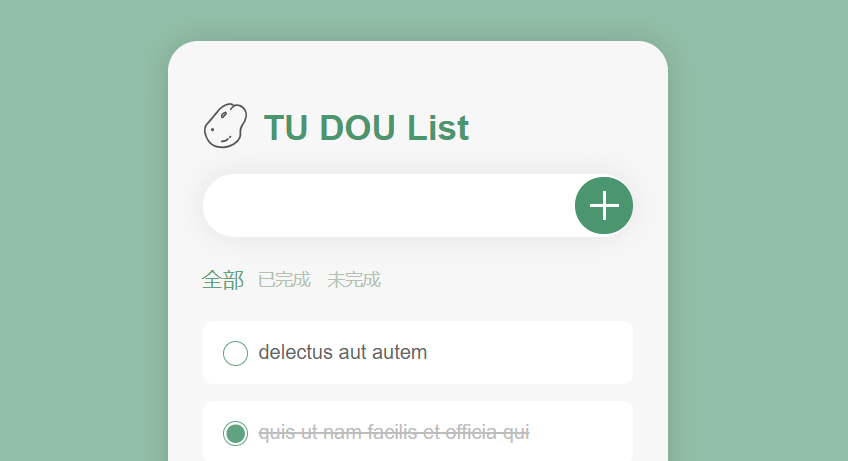 TU DOU List
全部 已完成 未完成
delectus aut autem
quis ut nam facilis et officia qui